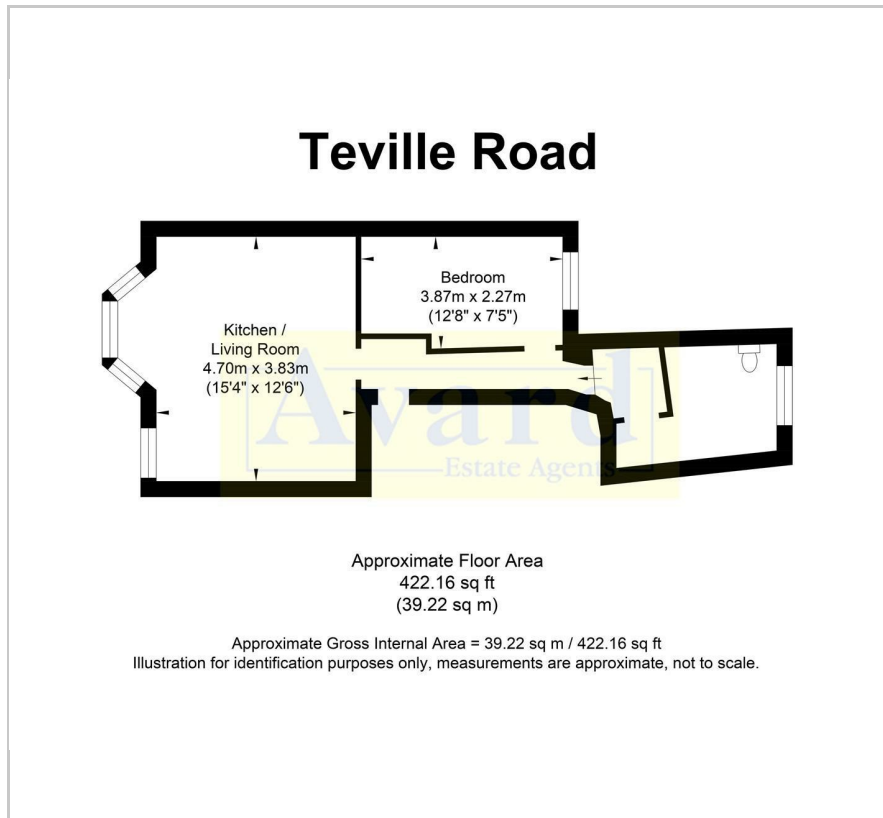 Teville Road
Kitchen /
Living Room
4.70m x 3.83m
(15'4" x 12'6")
Bedroom
3.87m x 2.27m
(12'8" x 7'5")
Avard
Estate Agents
Approximate Floor Area
422.16 sq ft
(39.22 sq m)
Approximate Gross Internal Area = 39.22 sq m / 422.16 sq ft
Illustration for identification purposes only, measurements are approximate, not to scale.